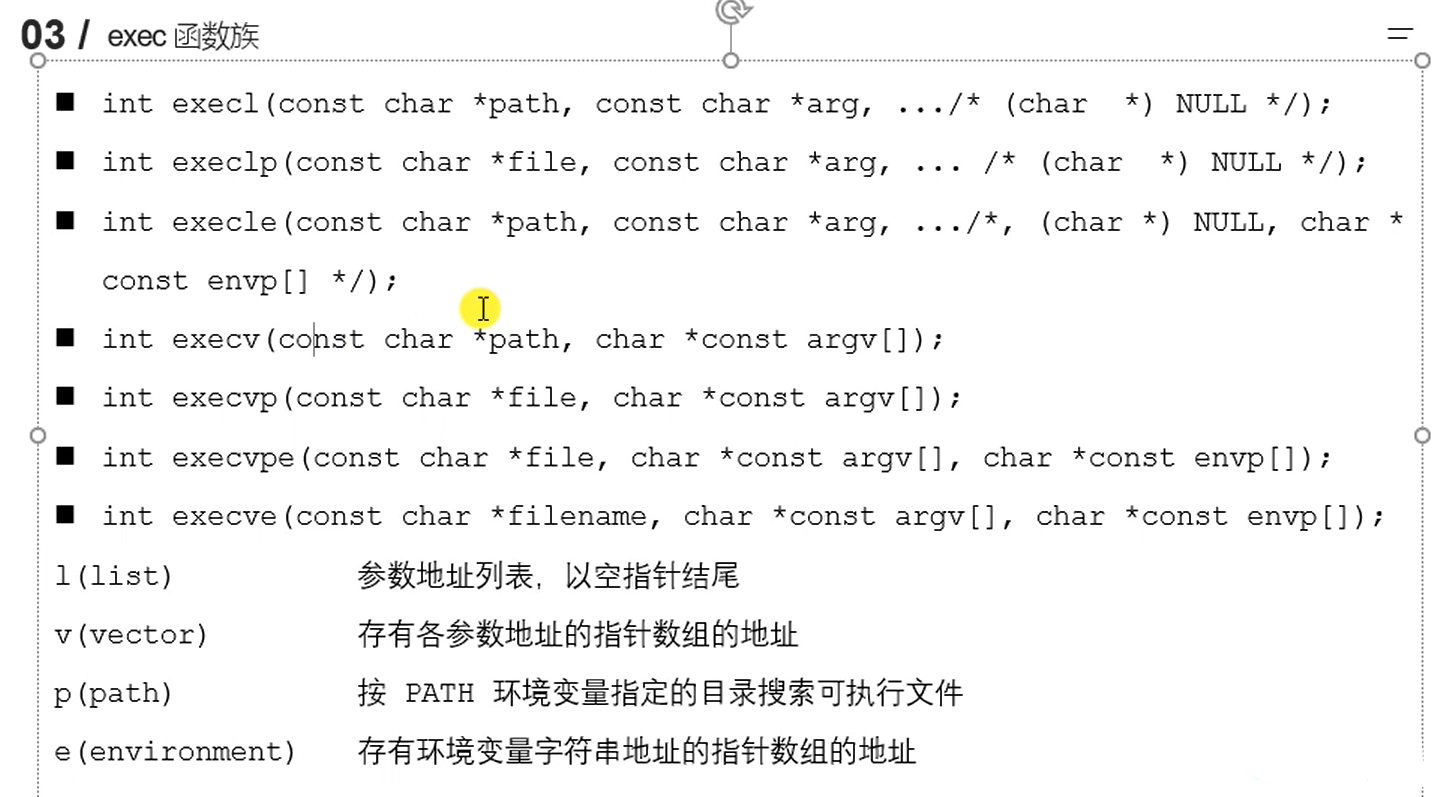 03 / exec 函数族
■ int execl(const char *path, const char *arg, .../* (char  *) NULL */);
■ int execlp(const char *file, const char *arg, ... /* (char  *) NULL */);
■ int execle(const char *path, const char *arg, .../*, (char *) NULL, char *
const envp[] */);
■ int execv(const char *path, char *const argv[]);
■ int execvp(const char *file, char *const argv[]);
■ int execvpe(const char *file, char *const argv[], char *const envp[]);
■ int execve(const char *filename, char *const argv[], char *const envp[]);
l(list) 参数地址列表，以空指针结尾
v(vector) 存有各参数地址的指针数组的地址
p(path) 按 PATH 环境变量指定的目录搜索可执行文件
e(environment) 存有环境变量字符串地址的指针数组的地址